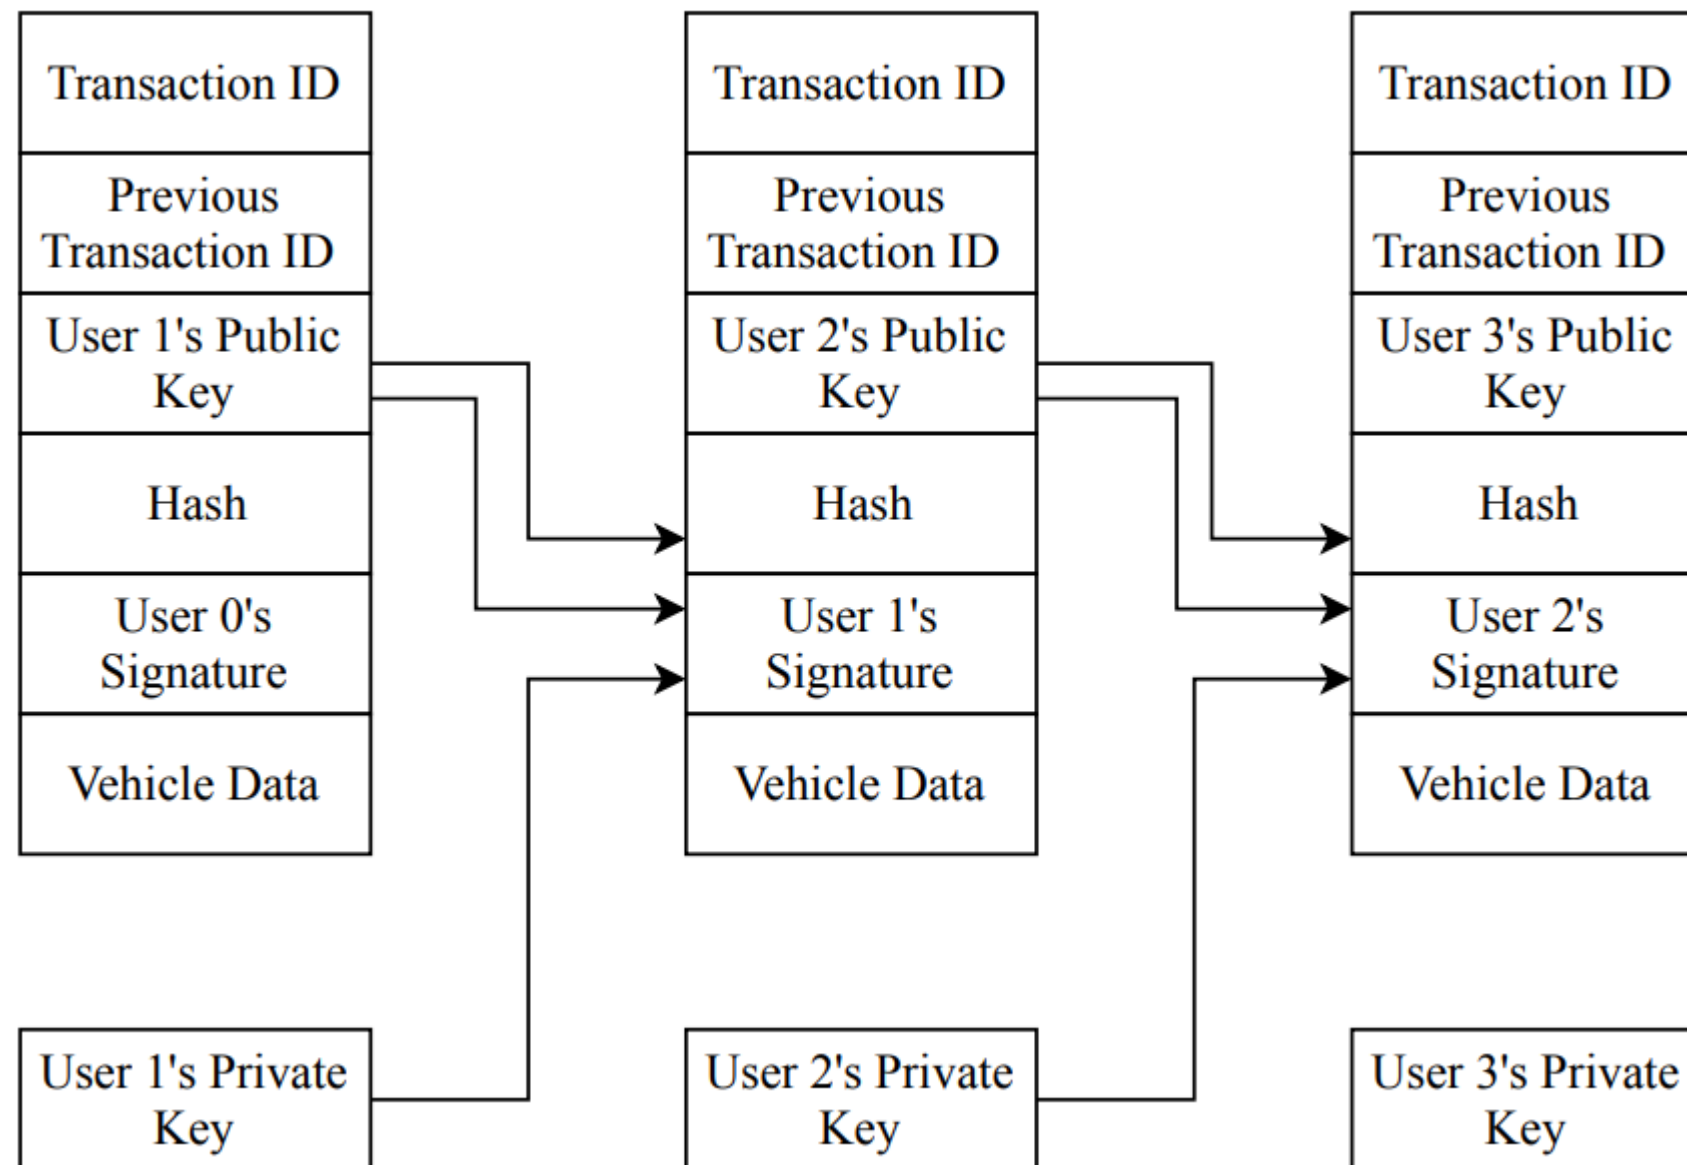 Transaction ID
Previous
Transaction ID
User 1's Public
Key
Hash
User 0's
Signature
Vehicle Data
User 1's Private
Key
Transaction ID
Previous
Transaction ID
User 2's Public
Key
Hash
User 1's
Signature
Vehicle Data
User 2's Private
Key
Transaction ID
Previous
Transaction ID
User 3's Public
Key
Hash
User 2's
Signature
Vehicle Data
User 3's Private
Key